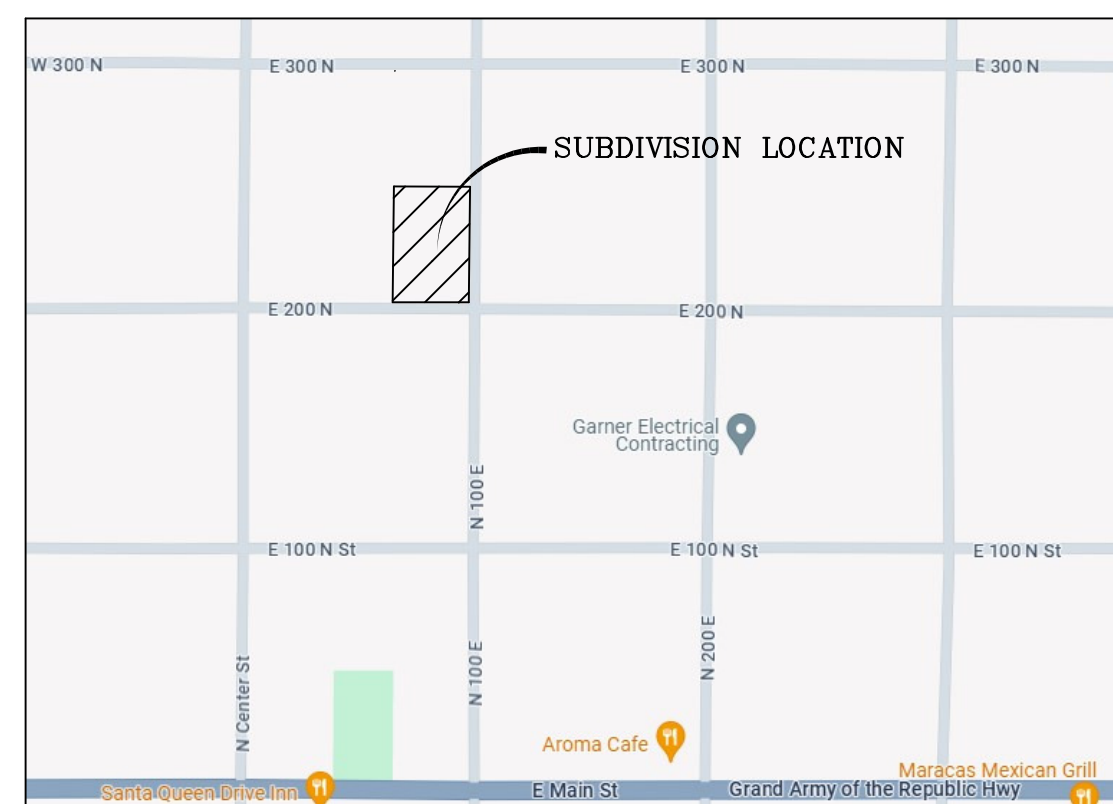 W 300 N
E 300 N
E 300 N
E 300 N
SUBDIVISION LOCATION
E 200 N
E 200 N
Garner Electrical
Contracting
N 100 E
E 100 N St
E 100 N St
E 100 N St
N Center St
N 100 E
N 200 E
Aroma Cafe
Maracas Mexican Grill
Santa Queen Drive Inn
E Main St
Grand Army of the Republic Hwy